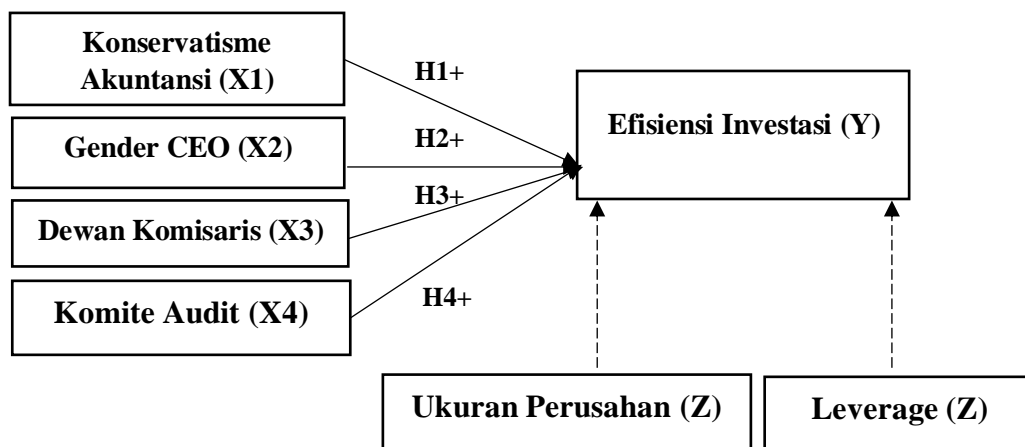 Konservatisme
Akuntansi (X1)
H1+
Efisiensi Investasi (Y)
Gender CEO (X2)
H2+
H3+
Dewan Komisaris (X3)
Komite Audit (X4)
H4+
Ukuran Perusahan (Z)
Leverage (Z)